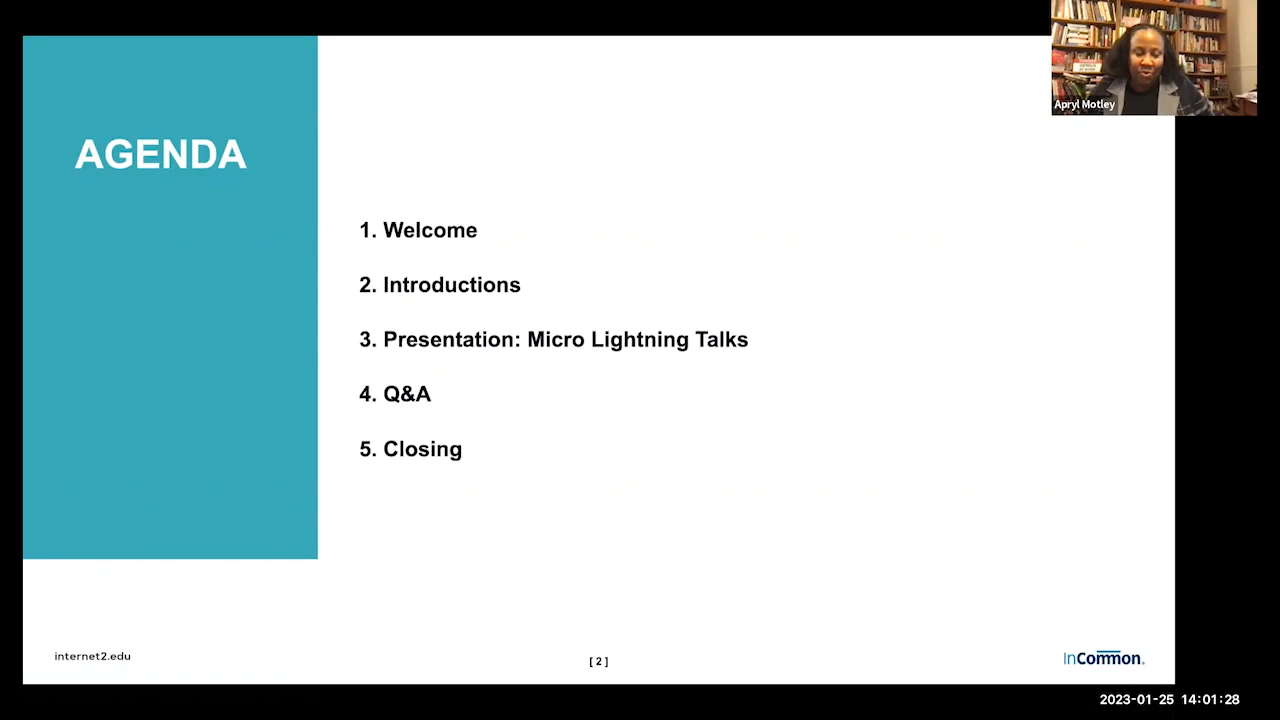 Apryl Motley
AGENDA
1. Welcome
2. Introductions
3. Presentation: Micro Lightning Talks
4. Q&A
5. Closing
internet2.edu
[ 2 ]
InCommon.
2023-01-25 14:01:28